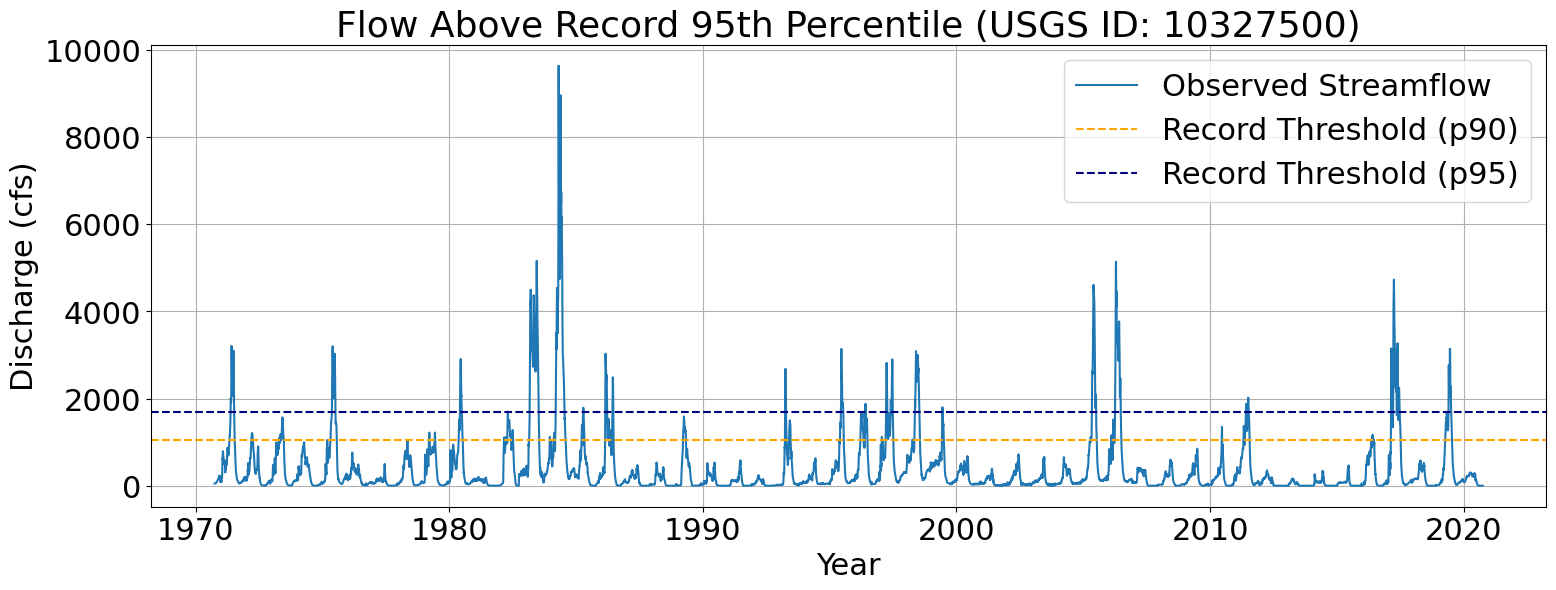 Flow Above Record 95th Percentile (USGS ID: 10327500)
10000
8000
6000
4000
2000
0
Discharge (cfs)
Observed Streamflow
Record Threshold (p90)
Record Threshold (p95)
1970 1980 1990 2000 2010 2020
Year